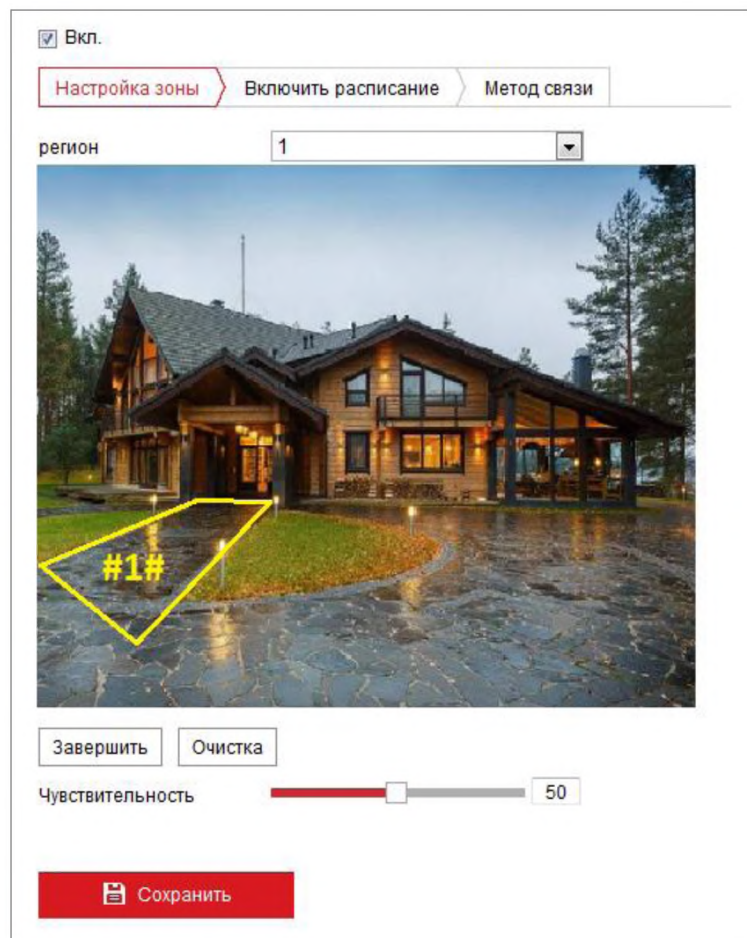 Вкл.
Настройка зоны Включить расписание Метод связи
регион 1
#1#
Завершить Очистка
Чувствительность 50
Сохранить